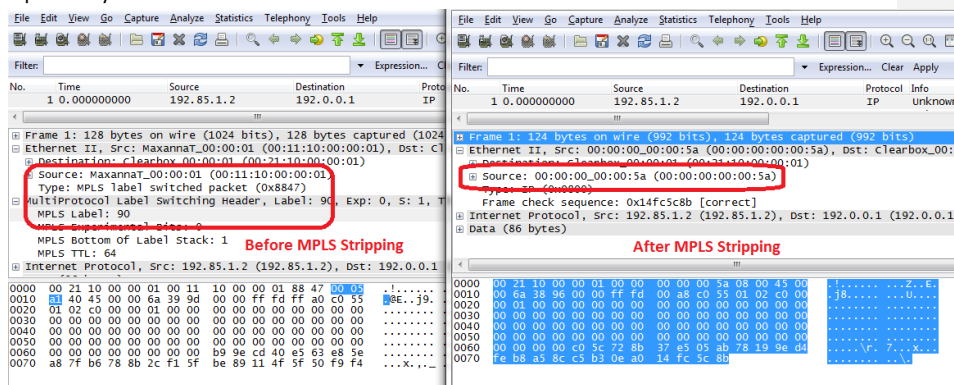 File Edit View Go Capture Analyze Statistics Telephony Tools Help
Filter: Expression...
No. Time Source Destination
1 0.000000000 192.85.1.2 192.0.0.1 IP
Frame 1: 128 bytes on wire (1024 bits), 128 bytes captured (1024
Ethernet II, Src: MaxannaT_00:00:01 (00:11:10:00:00:01), Dst: Cl
Destination: Clearbox_00:00:01 (00:21:10:00:00:01)
Source: MaxannaT_00:00:01 (00:11:10:00:00:01)
Type: MPLS label switched packet (0x8847)
MultiProtocol Label Switching Header, Label: 90, Exp: 0, S: 1, T
MPLS Label: 90
MPLS Experimental Bits: 0
MPLS Bottom Of Label Stack: 1
MPLS TTL: 64
Before MPLS Stripping
Internet Protocol, Src: 192.85.1.2 (192.85.1.2), Dst: 192.0.0.1
0000 00 21 10 00 00 01 00 11 10 00 00 01 88 47 00 05 .!......
0010 a1 40 45 00 00 6a 39 9d 00 00 ff fd ff a0 c0 55 .@E..j9.
0020 01 02 c0 00 00 01 00 00 00 00 00 00 00 00 00 00 ........
0030 00 00 00 00 00 00 00 00 00 00 00 00 00 00 00 00 ........
0040 00 00 00 00 00 00 00 00 00 00 00 00 00 00 00 00 ........
0050 00 00 00 00 00 00 00 00 00 00 00 00 00 00 00 00 ........
0060 00 00 00 00 00 00 00 00 b9 9e cd 40 e5 63 e8 5e ........
0070 a8 7f b6 78 8b 2c f1 5f be 89 11 4f 5f 50 f9 f4 ...x.,._
File Edit View Go Capture Analyze Statistics Telephony Tools Help
Filter: Expression... Clear Apply
No. Time Source Destination Protocol Info
1 0.000000000 192.85.1.2 192.0.0.1 IP Unknown
Frame 1: 124 bytes on wire (992 bits), 124 bytes captured (992 bits)
Ethernet II, Src: 00:00:00_00:00:5a (00:00:00:00:00:5a), Dst: Clearbox_00:
Destination: Clearbox_00:00:01 (00:21:10:00:00:01)
Source: 00:00:00_00:00:5a (00:00:00:00:00:5a)
Type: IP (0x0800)
Frame check sequence: 0x14fc5c8b [correct]
Internet Protocol, Src: 192.85.1.2 (192.85.1.2), Dst: 192.0.0.1 (192.0.0.1
Data (86 bytes)
After MPLS Stripping
0000 00 21 10 00 00 01 00 00 00 00 00 5a 08 00 45 00 .!...... ...Z..E.
0010 00 6a 38 96 00 00 ff fd 00 a8 c0 55 01 02 c0 00 .j8..... ...U....
0020 00 01 00 00 00 00 00 00 00 00 00 00 00 00 00 00 ........ ........
0030 00 00 00 00 00 00 00 00 00 00 00 00 00 00 00 00 ........ ........
0040 00 00 00 00 00 00 00 00 00 00 00 00 00 00 00 00 ........ ........
0050 00 00 00 00 00 00 00 00 00 00 00 00 00 00 00 00 ........ ........
0060 00 00 00 00 c0 5c 72 8b 37 e5 05 ab 78 19 9e d4 .....\r. 7...x...
0070 fe b8 a5 8c c5 b3 0e a0 14 fc 5c 8b ........ ..\.